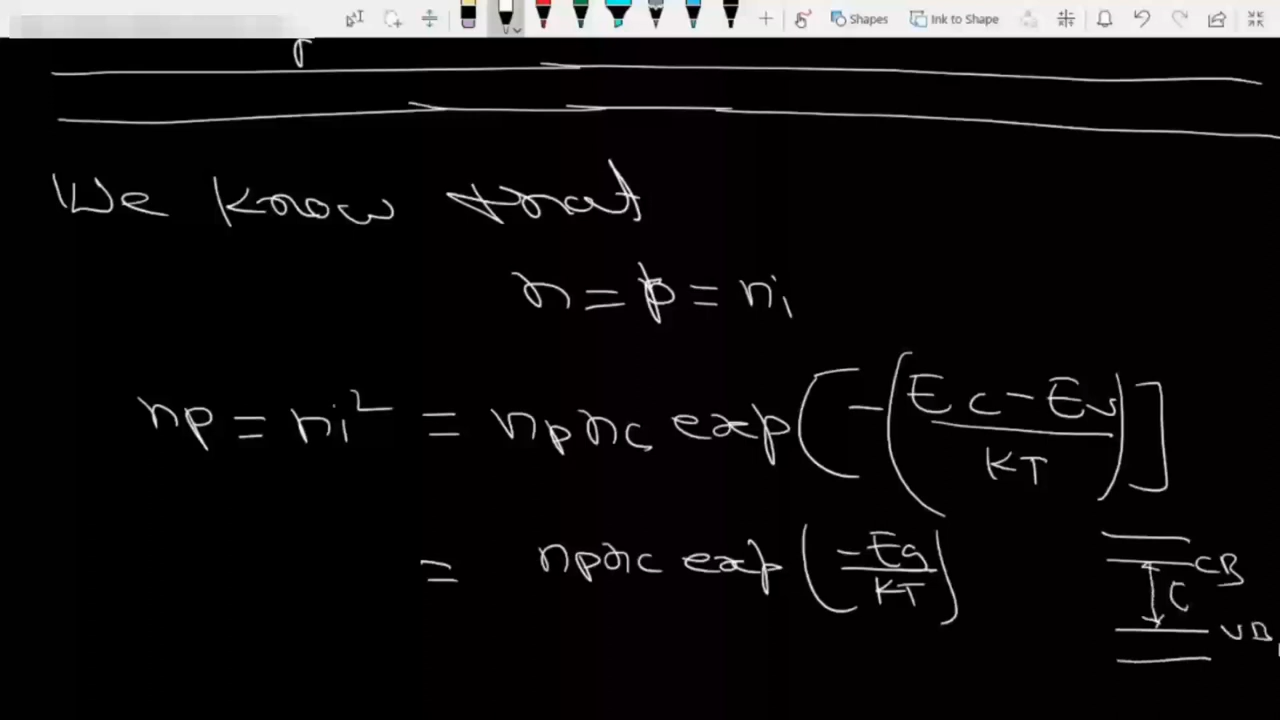 Shapes Ink to Shape
We know that
n = p = ni
np = ni² = npnc exp[-(Ec-Ev/KT)]
= npnc exp(-Eg/KT)
CB
VB